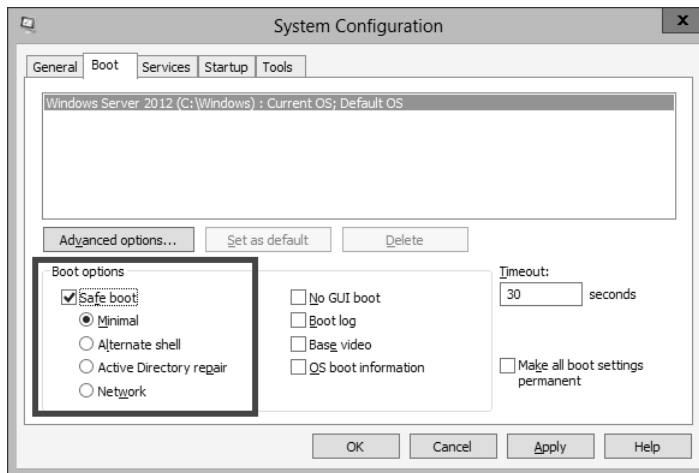 System Configuration
x
General Boot Services Startup Tools
Windows Server 2012 (C:\Windows) : Current OS; Default OS
Advanced options... Set as default Delete
Boot options
Timeout:
Safe boot No GUI boot 30 seconds
Minimal Boot log
Alternate shell Base video
Active Directory repair OS boot information Make all boot settings
permanent
Network
OK Cancel Apply Help